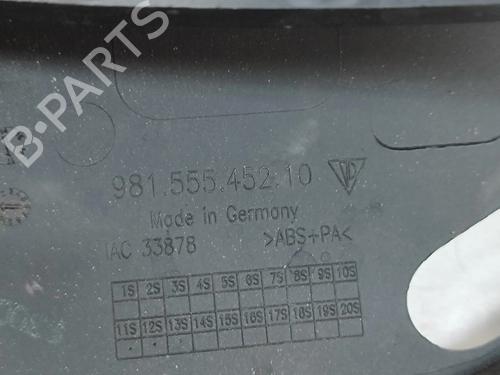 981.555.452.10
Made in Germany
IAC 33878 >ABS+PA<
1S 2S 3S 4S 5S 6S 7S 8S 9S 10S
11S 12S 13S 14S 15S 16S 17S 18S 19S 20S
B-PARTS